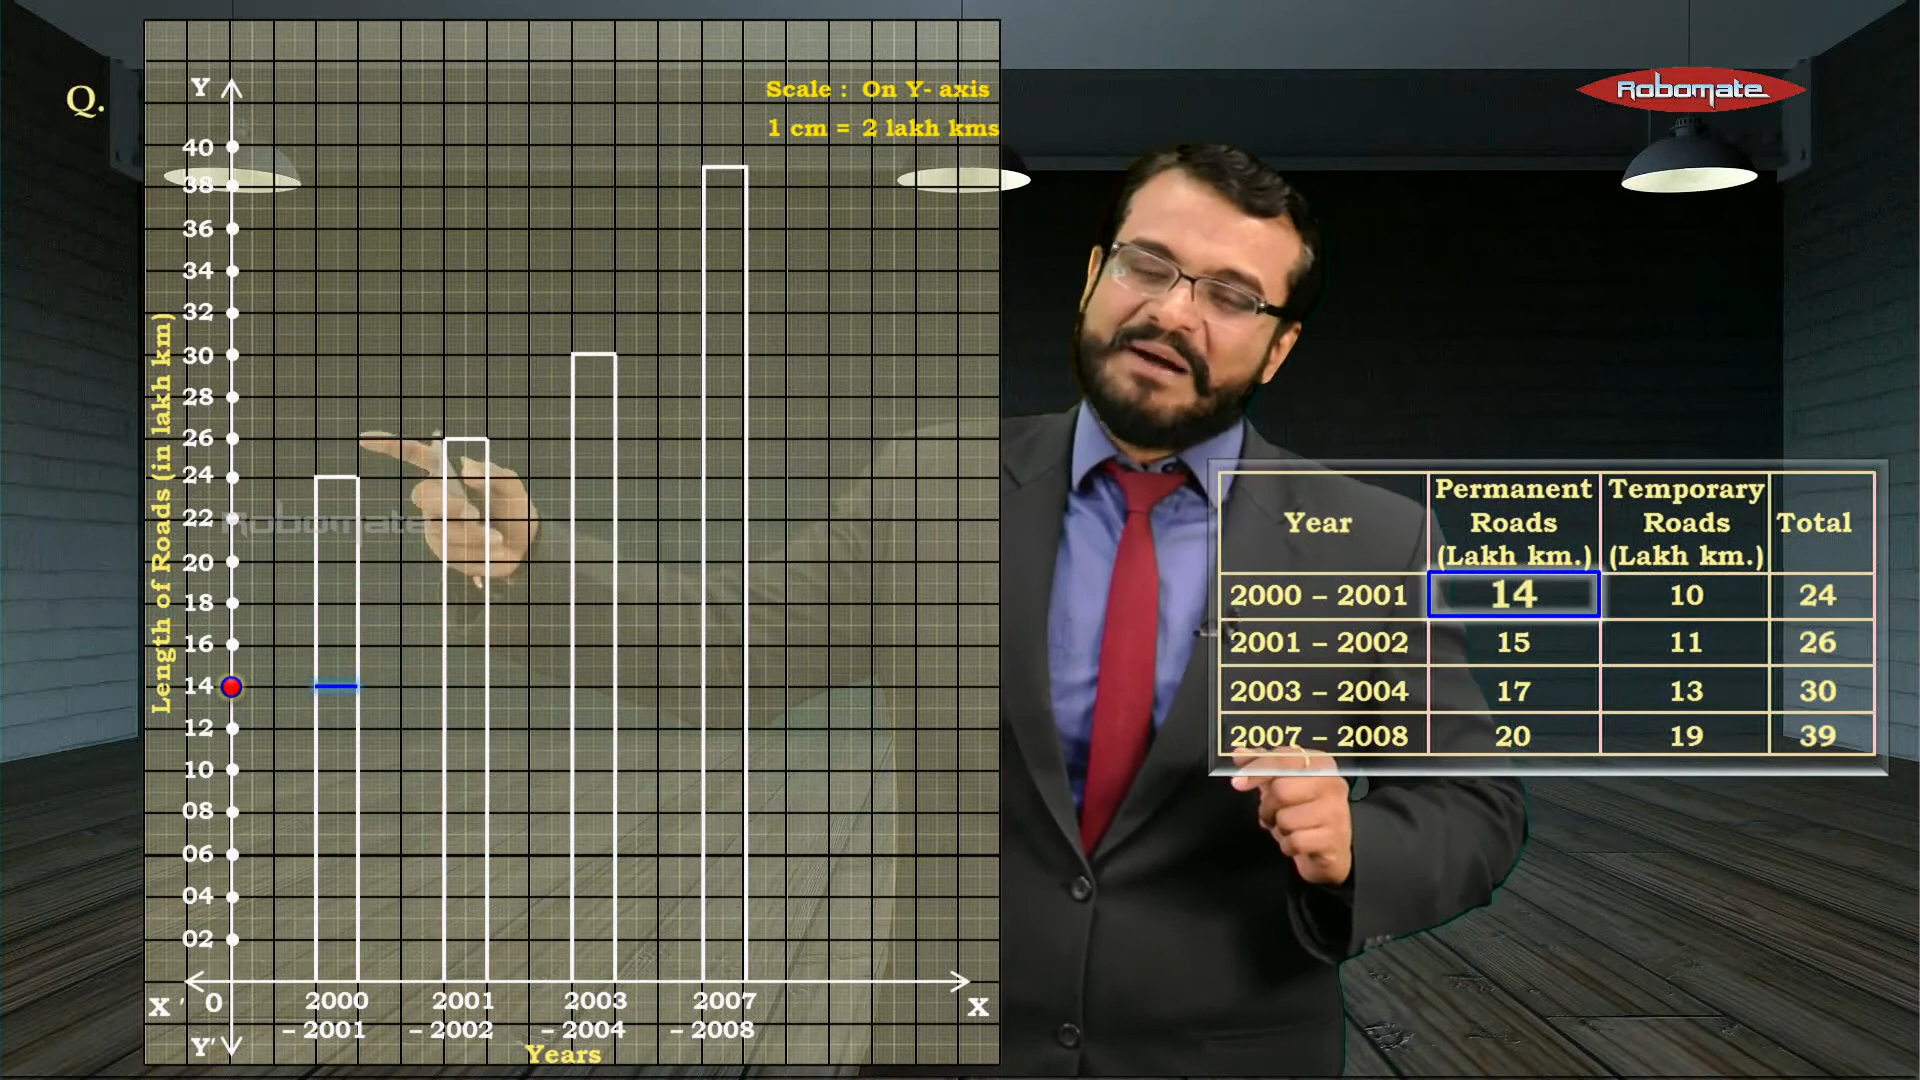 Q.
Y
Scale : On Y- axis
1 cm = 2 lakh kms
Robomate
40
38
36
34
32
30
28
26
24
22
20
18
16
14
12
10
08
06
04
02
Length of Roads (in lakh km)
Robomate
X ′ 0 2000 – 2001
2001 – 2002
2003 – 2004
2007 – 2008
X
Y′
Years
Year Permanent Roads (Lakh km.) Temporary Roads (Lakh km.) Total
2000 – 2001 14 10 24
2001 – 2002 15 11 26
2003 – 2004 17 13 30
2007 – 2008 20 19 39